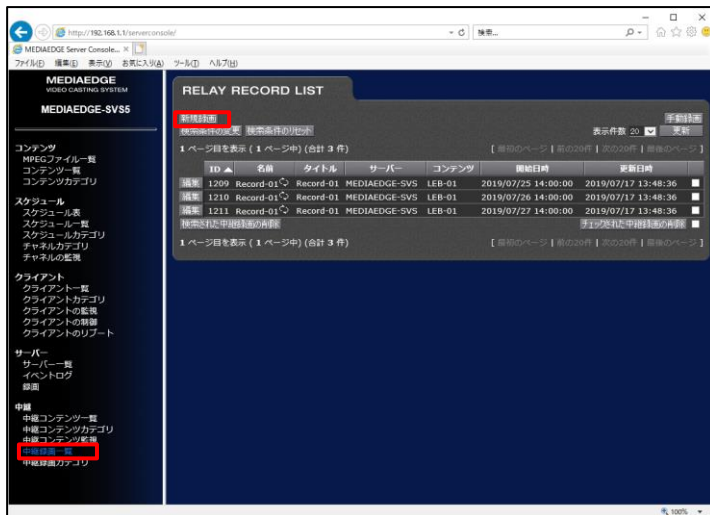 http://192.168.1.1/serverconsole/
検索...
MEDIAEDGE Server Console...
ファイル(F) 編集(E) 表示(V) お気に入り(A) ツール(T) ヘルプ(H)
MEDIAEDGE
VIDEO CASTING SYSTEM
MEDIAEDGE-SVS5
コンテンツ
MPEGファイル一覧
コンテンツ一覧
コンテンツカテゴリ
スケジュール
スケジュール表
スケジュール一覧
スケジュールカテゴリ
チャネルカテゴリ
チャネルの監視
クライアント
クライアント一覧
クライアントカテゴリ
クライアントの監視
クライアントの制御
クライアントのリブート
サーバー
サーバー一覧
イベントログ
録画
中継
中継コンテンツ一覧
中継コンテンツカテゴリ
中継コンテンツ監視
中継録画一覧
中継録画カテゴリ
RELAY RECORD LIST
新規録画 手動録画
検索条件の変更 検索条件のリセット 表示件数 20 更新
1 ページ目を表示 ( 1 ページ中) (合計 3 件) [ 最初のページ | 前の20件 | 次の20件 | 最後のページ ]
ID ▲ 名前 タイトル サーバー コンテンツ 開始日時 更新日時
編集 1209 Record-01 Record-01 MEDIAEDGE-SVS LEB-01 2019/07/25 14:00:00 2019/07/17 13:48:36
編集 1210 Record-01 Record-01 MEDIAEDGE-SVS LEB-01 2019/07/26 14:00:00 2019/07/17 13:48:36
編集 1211 Record-01 Record-01 MEDIAEDGE-SVS LEB-01 2019/07/27 14:00:00 2019/07/17 13:48:36
検索された中継録画の削除 チェックされた中継録画の削除
1 ページ目を表示 ( 1 ページ中) (合計 3 件) [ 最初のページ | 前の20件 | 次の20件 | 最後のページ ]
100%